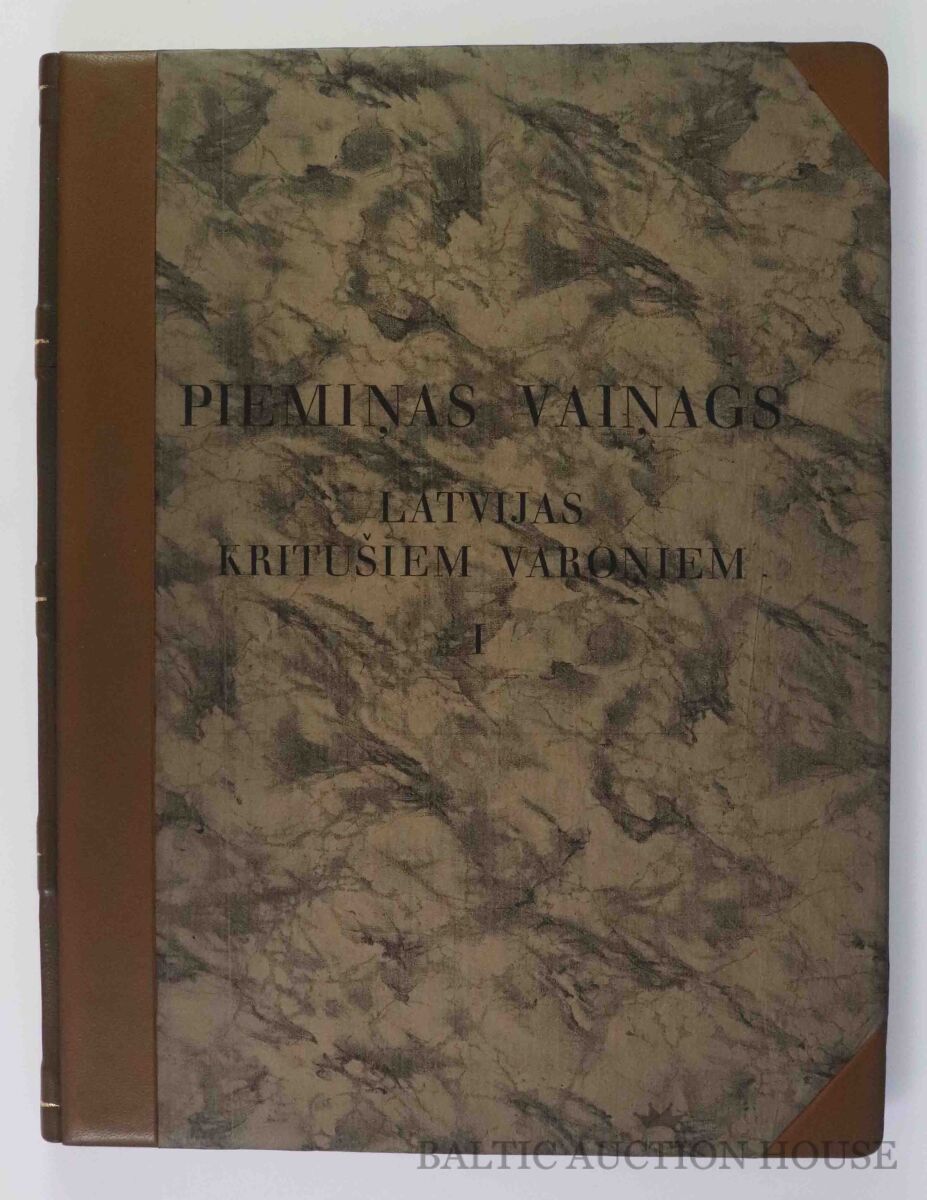 PIEMIŅAS VAIŅAGS
LATVIJAS
KRITUŠIEM VAROŅIEM
I
BALTIC AUCTION HOUSE